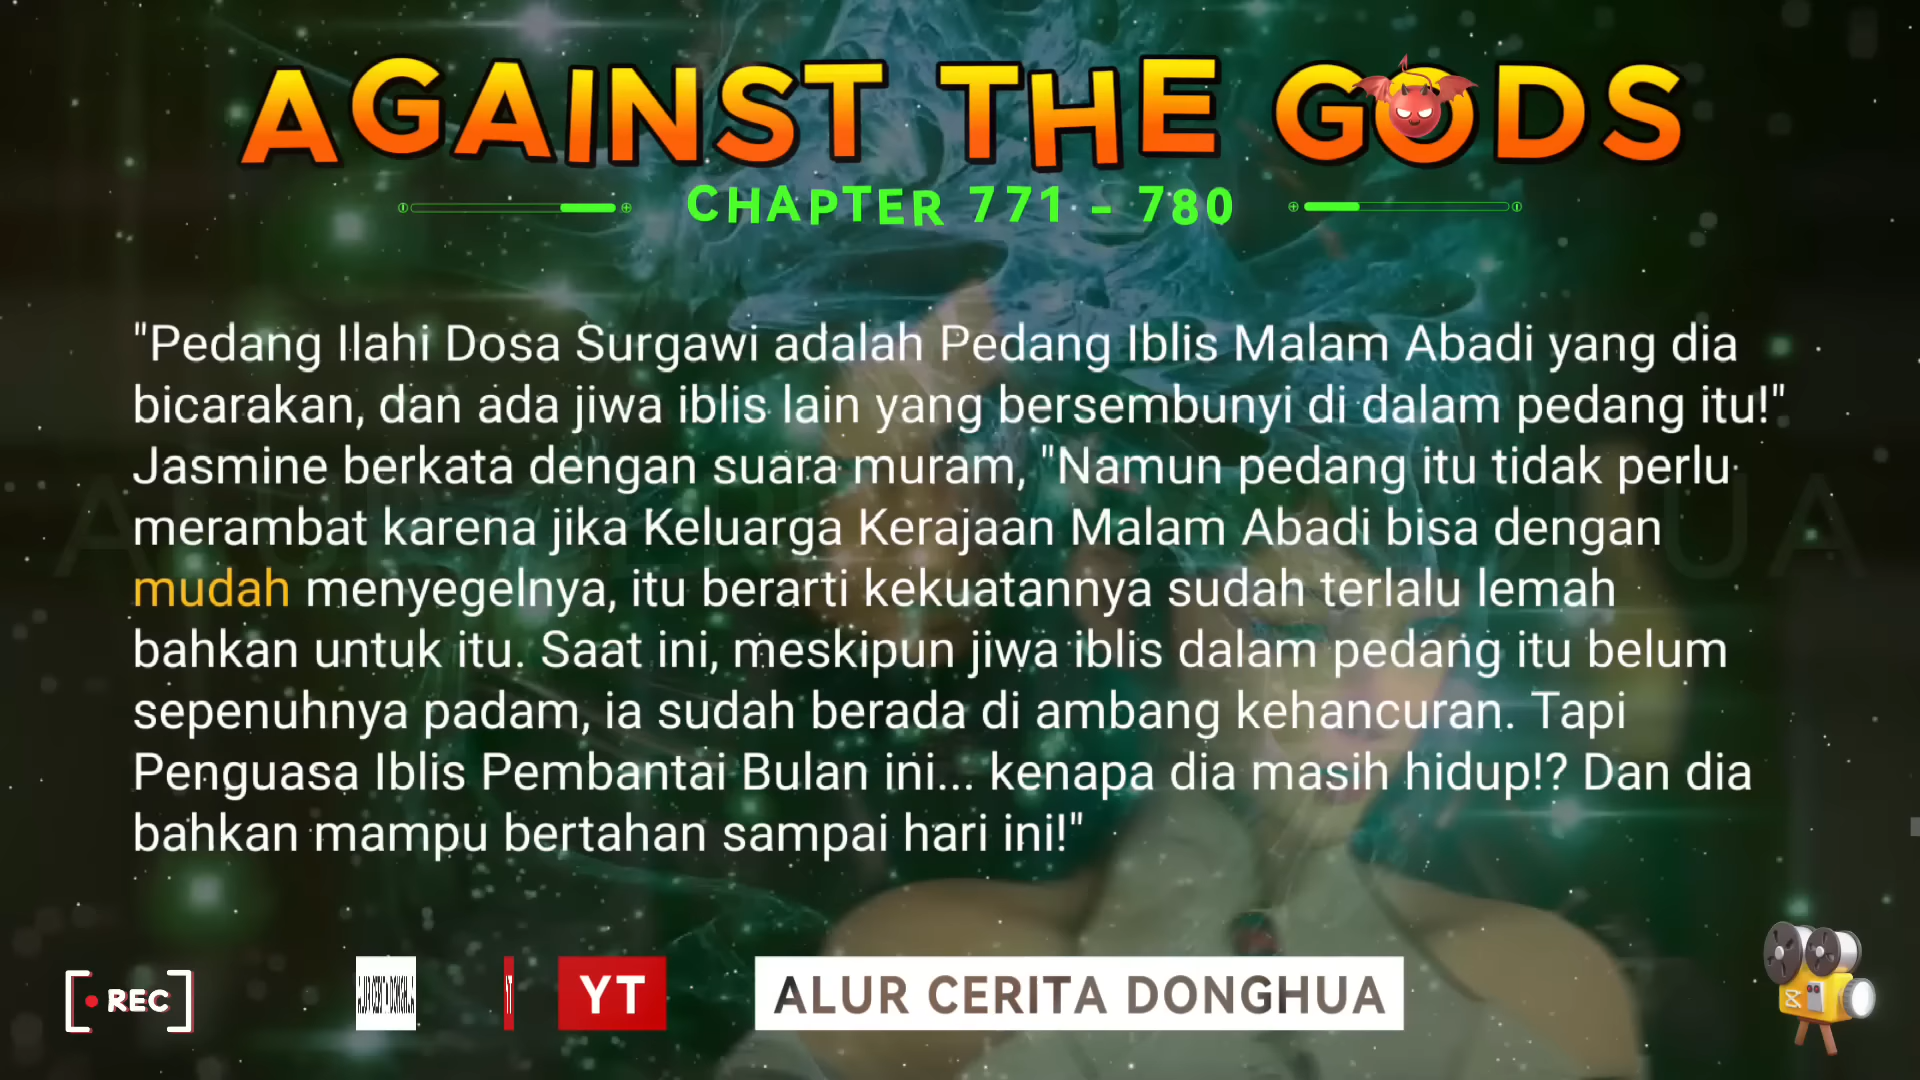 AGAINST THE GODS
CHAPTER 771 - 780
"Pedang Ilahi Dosa Surgawi adalah Pedang Iblis Malam Abadi yang dia
bicarakan, dan ada jiwa iblis lain yang bersembunyi di dalam pedang itu!"
Jasmine berkata dengan suara muram, "Namun pedang itu tidak perlu
merambat karena jika Keluarga Kerajaan Malam Abadi bisa dengan
mudah menyegelnya, itu berarti kekuatannya sudah terlalu lemah
bahkan untuk itu. Saat ini, meskipun jiwa iblis dalam pedang itu belum
sepenuhnya padam, ia sudah berada di ambang kehancuran. Tapi
Penguasa Iblis Pembantai Bulan ini... kenapa dia masih hidup!? Dan dia
bahkan mampu bertahan sampai hari ini!"
REC
ALUR CERITA DONGHUA
YT
YT
ALUR CERITA DONGHUA